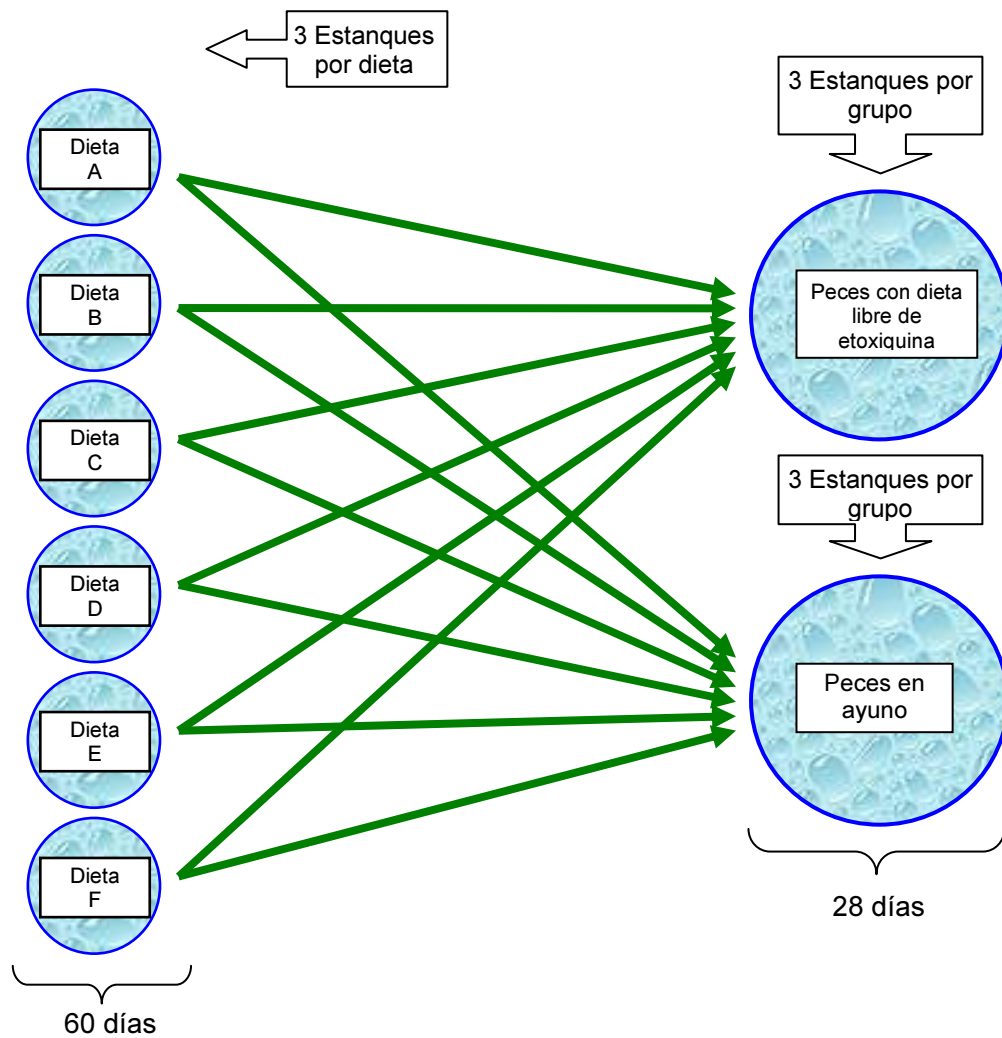 3 Estanques
por dieta
3 Estanques por
grupo
Dieta
A
Dieta
B
Dieta
C
Dieta
D
Dieta
E
Dieta
F
Peces con dieta
libre de
etoxiquina
3 Estanques por
grupo
Peces en
ayuno
28 días
60 días